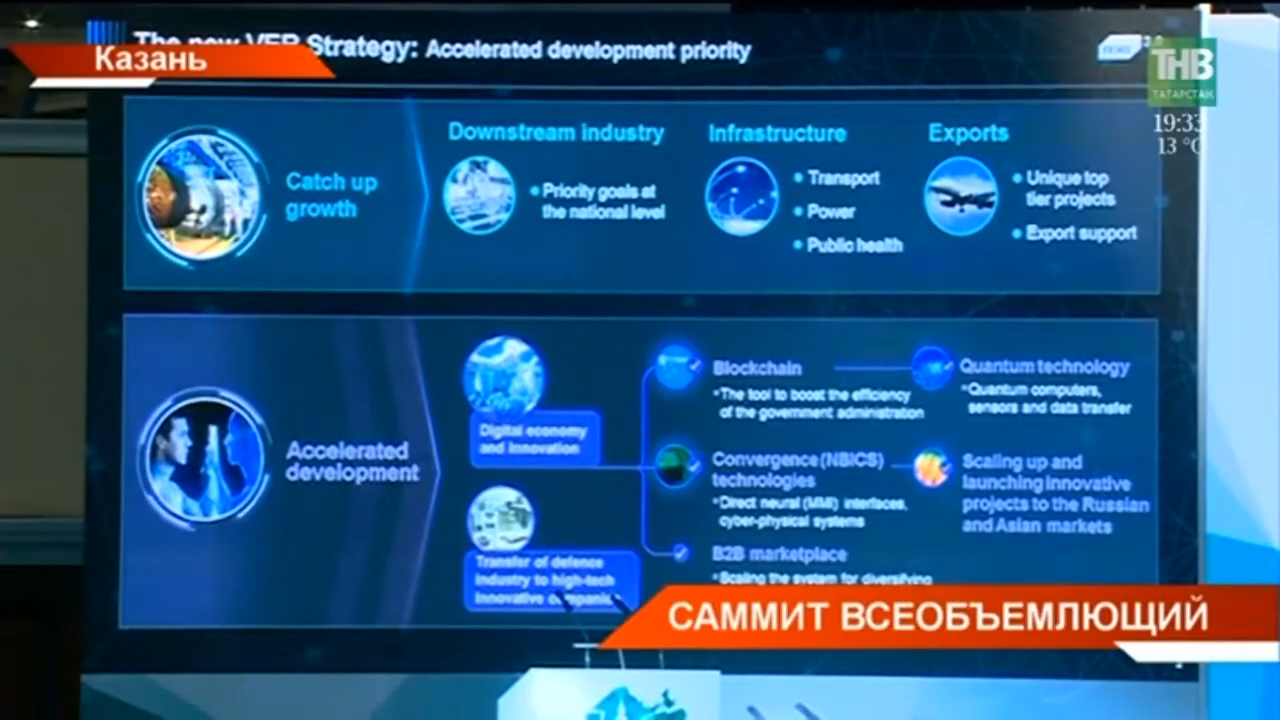 The new VEB Strategy: Accelerated development priority
Казань
ТНВ
ТАТАРСТАН
19:33
13 °C
Catch up
growth
Downstream industry
Priority goals at
the national level
Infrastructure
Transport
Power
Public health
Exports
Unique top
tier projects
Export support
Accelerated
development
Digital economy
and innovation
Transfer of defence
industry to high-tech
innovative companies
Blockchain
The tool to boost the efficiency
of the government administration
Quantum technology
Quantum computers,
sensors and data transfer
Convergence (NBICS)
technologies
Direct neural (MMI) interfaces,
cyber-physical systems
Scaling up and
launching innovative
projects to the Russian
and Asian markets
B2B marketplace
Scaling the system for diversifying
САММИТ ВСЕОБЪЕМЛЮЩИЙ